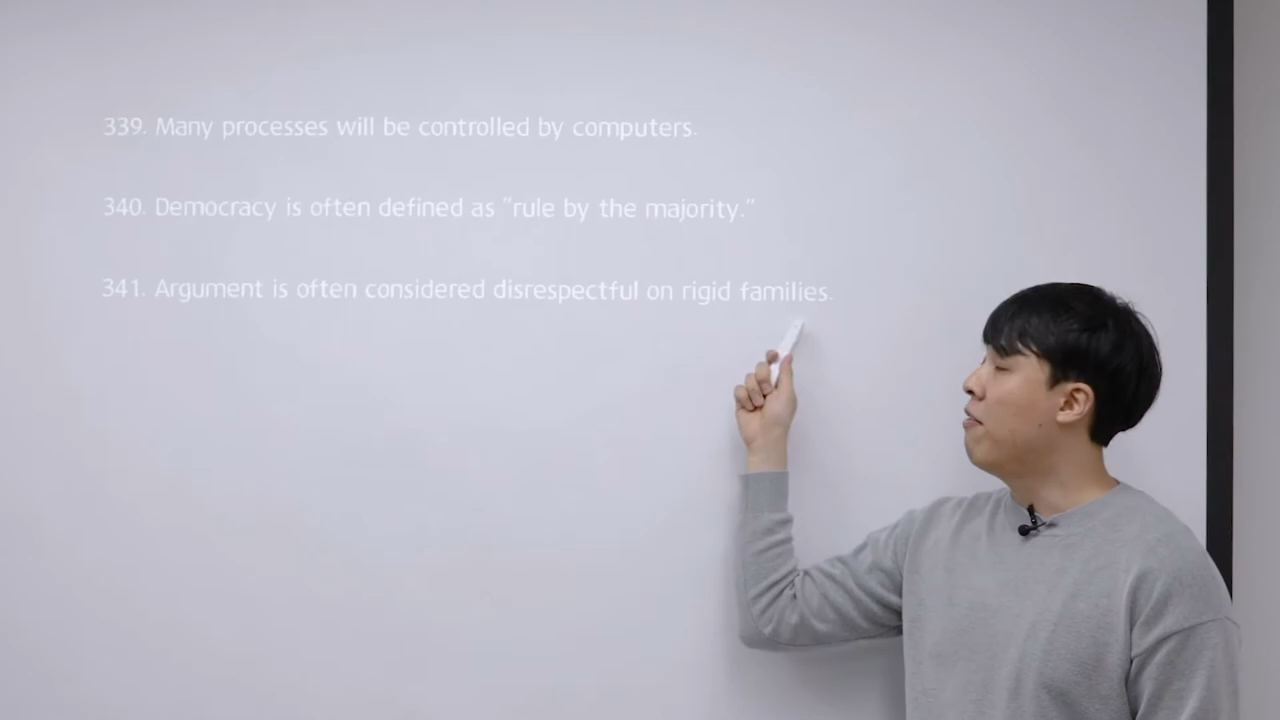 339. Many processes will be controlled by computers.
340. Democracy is often defined as "rule by the majority."
341. Argument is often considered disrespectful on rigid families.